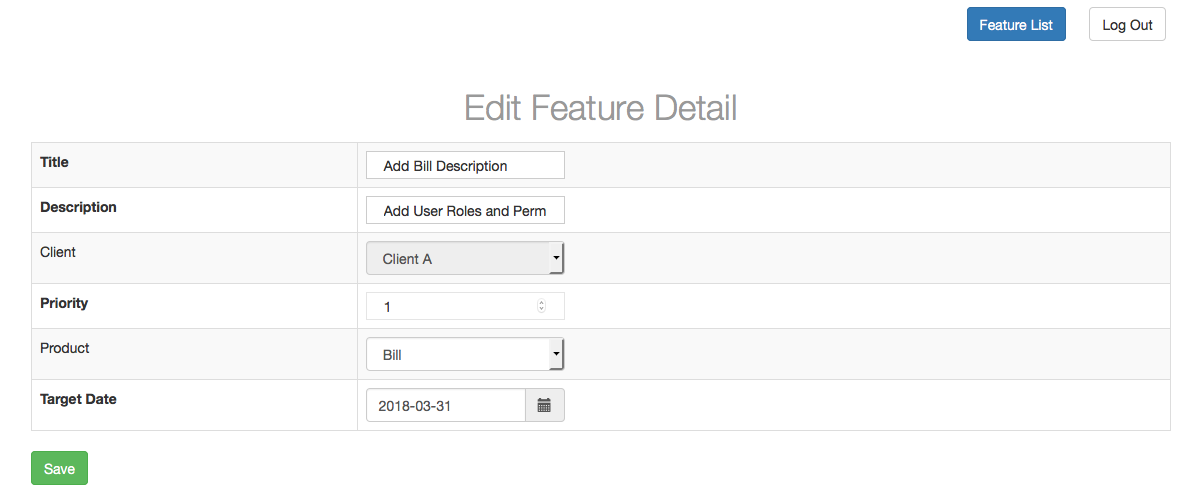 Feature List Log Out
Edit Feature Detail
Title Add Bill Description
Description Add User Roles and Perm
Client Client A
Priority 1
Product Bill
Target Date 2018-03-31
Save